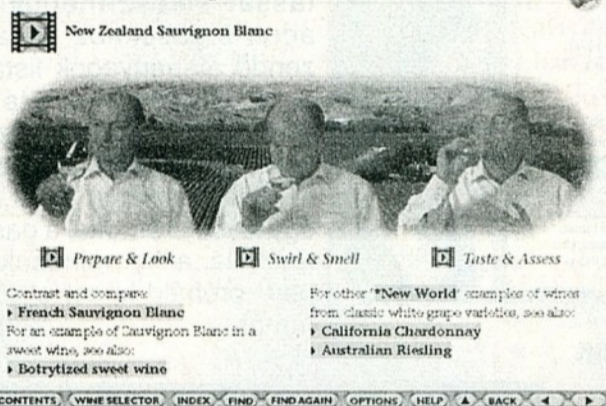 New Zealand Sauvignon Blanc
Prepare & Look
Swirl & Smell
Taste & Assess
Contrast and compare:
French Sauvignon Blanc
For an example of Sauvignon Blanc in a
sweet wine, see also:
Botrytized sweet wine
For other "New World" examples of wines
from classic white grape varieties, see also:
California Chardonnay
Australian Riesling
CONTENTS WINE SELECTOR INDEX FIND FIND AGAIN OPTIONS HELP BACK